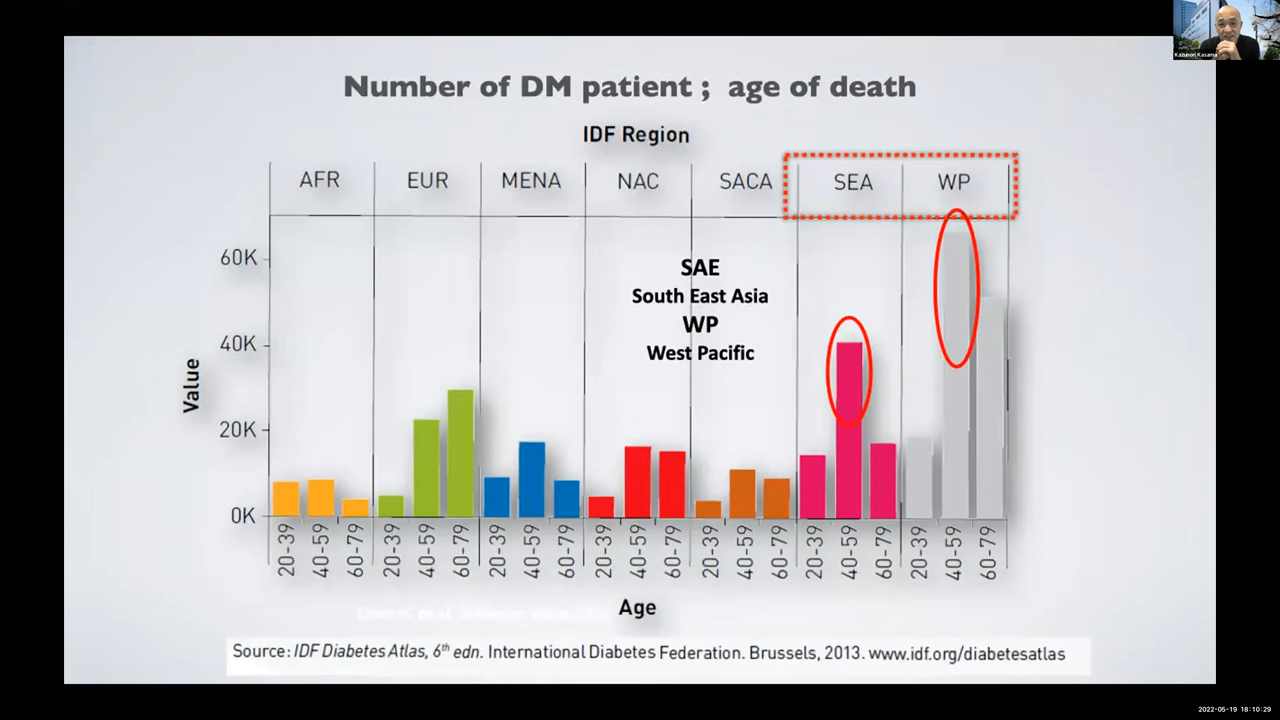 Kazunori Kasama
Number of DM patient ; age of death
IDF Region
AFR EUR MENA NAC SACA SEA WP
60K
40K
20K
0K
Value
SAE
South East Asia
WP
West Pacific
20-39 40-59 60-79 20-39 40-59 60-79 20-39 40-59 60-79 20-39 40-59 60-79 20-39 40-59 60-79 20-39 40-59 60-79 20-39 40-59 60-79
Age
Source: IDF Diabetes Atlas, 6th edn. International Diabetes Federation. Brussels, 2013. www.idf.org/diabetesatlas
2022-05-19 18:10:29